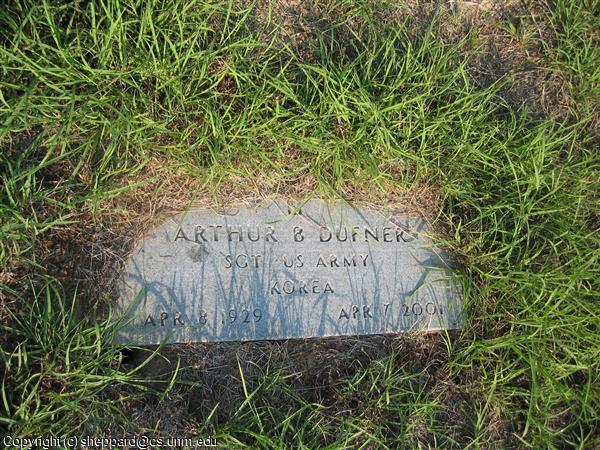 ARTHUR B DUFNER
SGT US ARMY
KOREA
APR 8 1929 APR 7 2001
Copyright (c) sheppard@cs.unm.edu